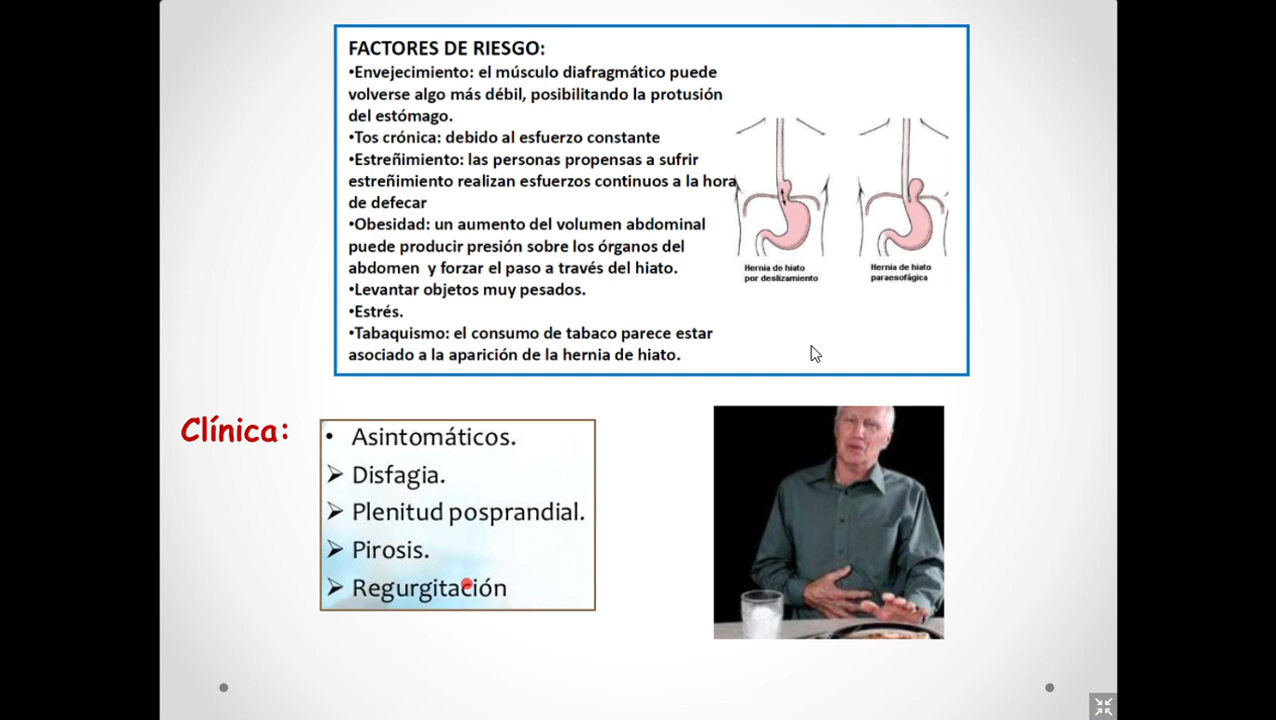 FACTORES DE RIESGO:
•Envejecimiento: el músculo diafragmático puede
volverse algo más débil, posibilitando la protusión
del estómago.
•Tos crónica: debido al esfuerzo constante
•Estreñimiento: las personas propensas a sufrir
estreñimiento realizan esfuerzos continuos a la hora
de defecar
•Obesidad: un aumento del volumen abdominal
puede producir presión sobre los órganos del
abdomen y forzar el paso a través del hiato.
•Levantar objetos muy pesados.
•Estrés.
•Tabaquismo: el consumo de tabaco parece estar
asociado a la aparición de la hernia de hiato.
Hernia de hiato
por deslizamiento
Hernia de hiato
paraesofágica
Clínica:
• Asintomáticos.
➢ Disfagia.
➢ Plenitud posprandial.
➢ Pirosis.
➢ Regurgitación